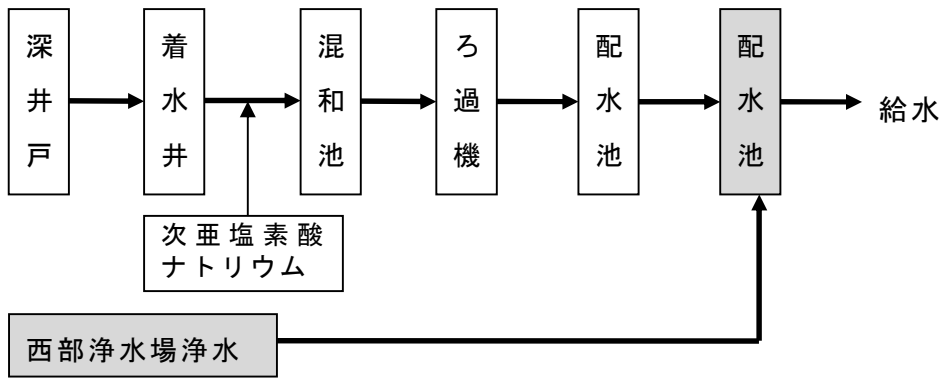 深井戸
着水井
混和池
ろ過機
配水池
配水池
給水
次亜塩素酸
ナトリウム
西部浄水場浄水